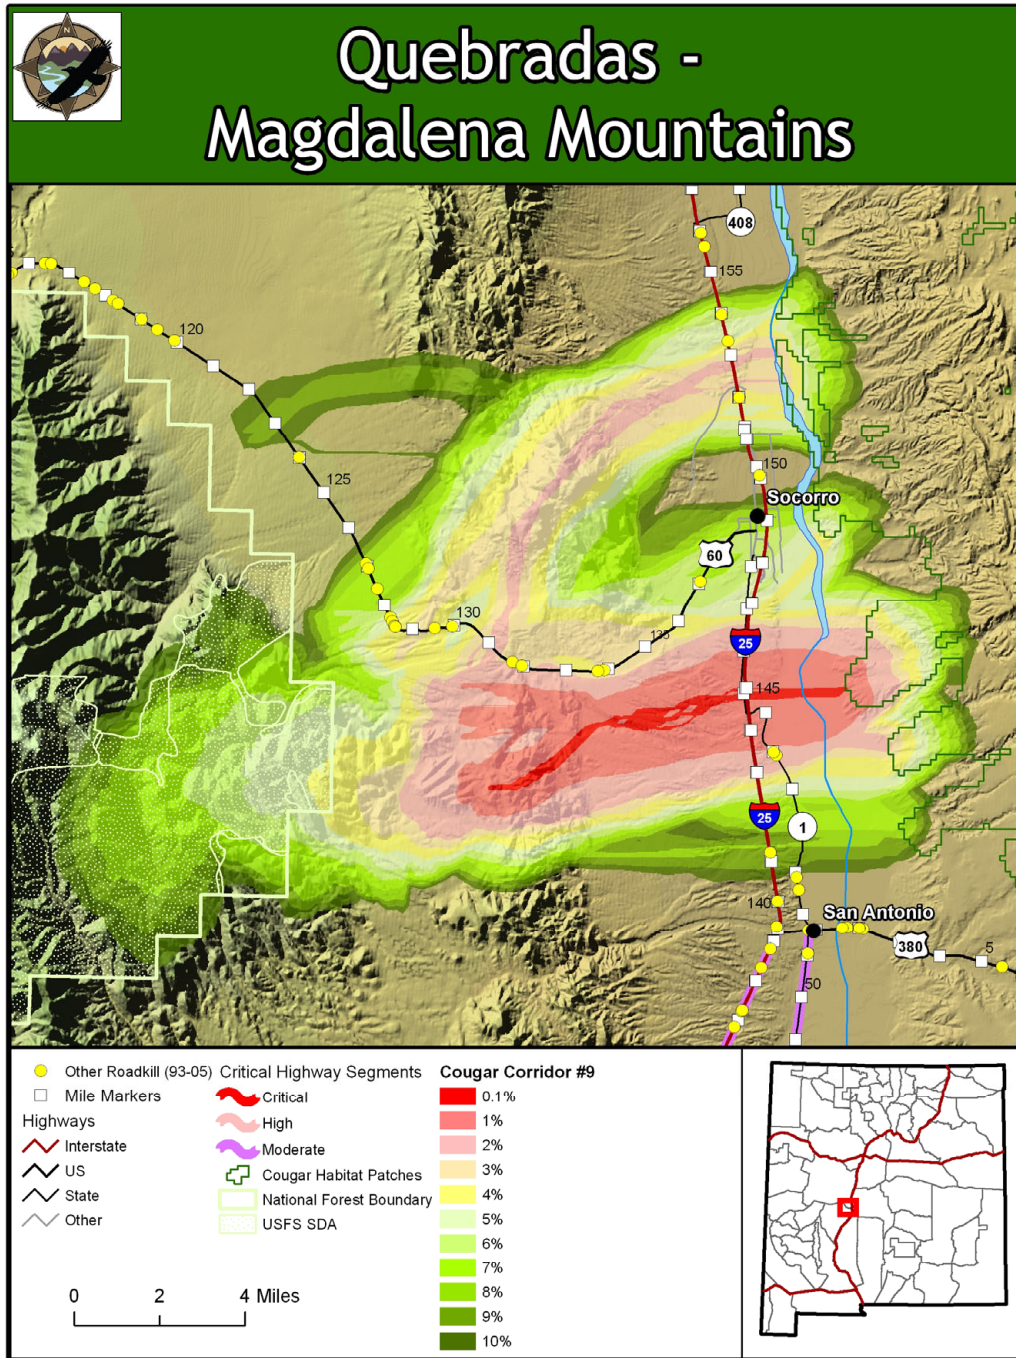 N
Quebradas -
Magdalena Mountains
408
155
120
125
150
Socorro
60
130
135
25
145
25
1
140
San Antonio
380
5
50
Other Roadkill (93-05)
Mile Markers
Highways
Interstate
US
State
Other
0 2 4 Miles
Critical Highway Segments
Critical
High
Moderate
Cougar Habitat Patches
National Forest Boundary
USFS SDA
Cougar Corridor #9
0.1%
1%
2%
3%
4%
5%
6%
7%
8%
9%
10%